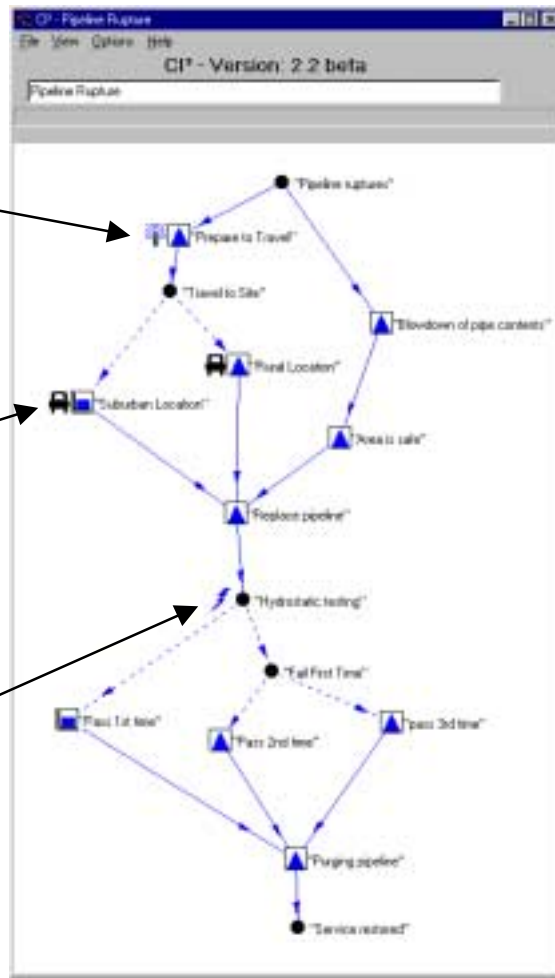 CI³ - Pipeline Rupture
File View Options Help
CI³ - Version: 2.2 beta
Pipeline Rupture
"Pipeline ruptures"
"Prepare to Travel"
"Travel to Site"
"Blowdown of pipe contents"
"Rural Location"
"Suburban Location"
"Area is safe"
"Replace pipeline"
"Hydrostatic testing"
"Fail First Time"
"Pass 1st time"
"Pass 2nd time"
"pass 3rd time"
"Purging pipeline"
"Service restored"